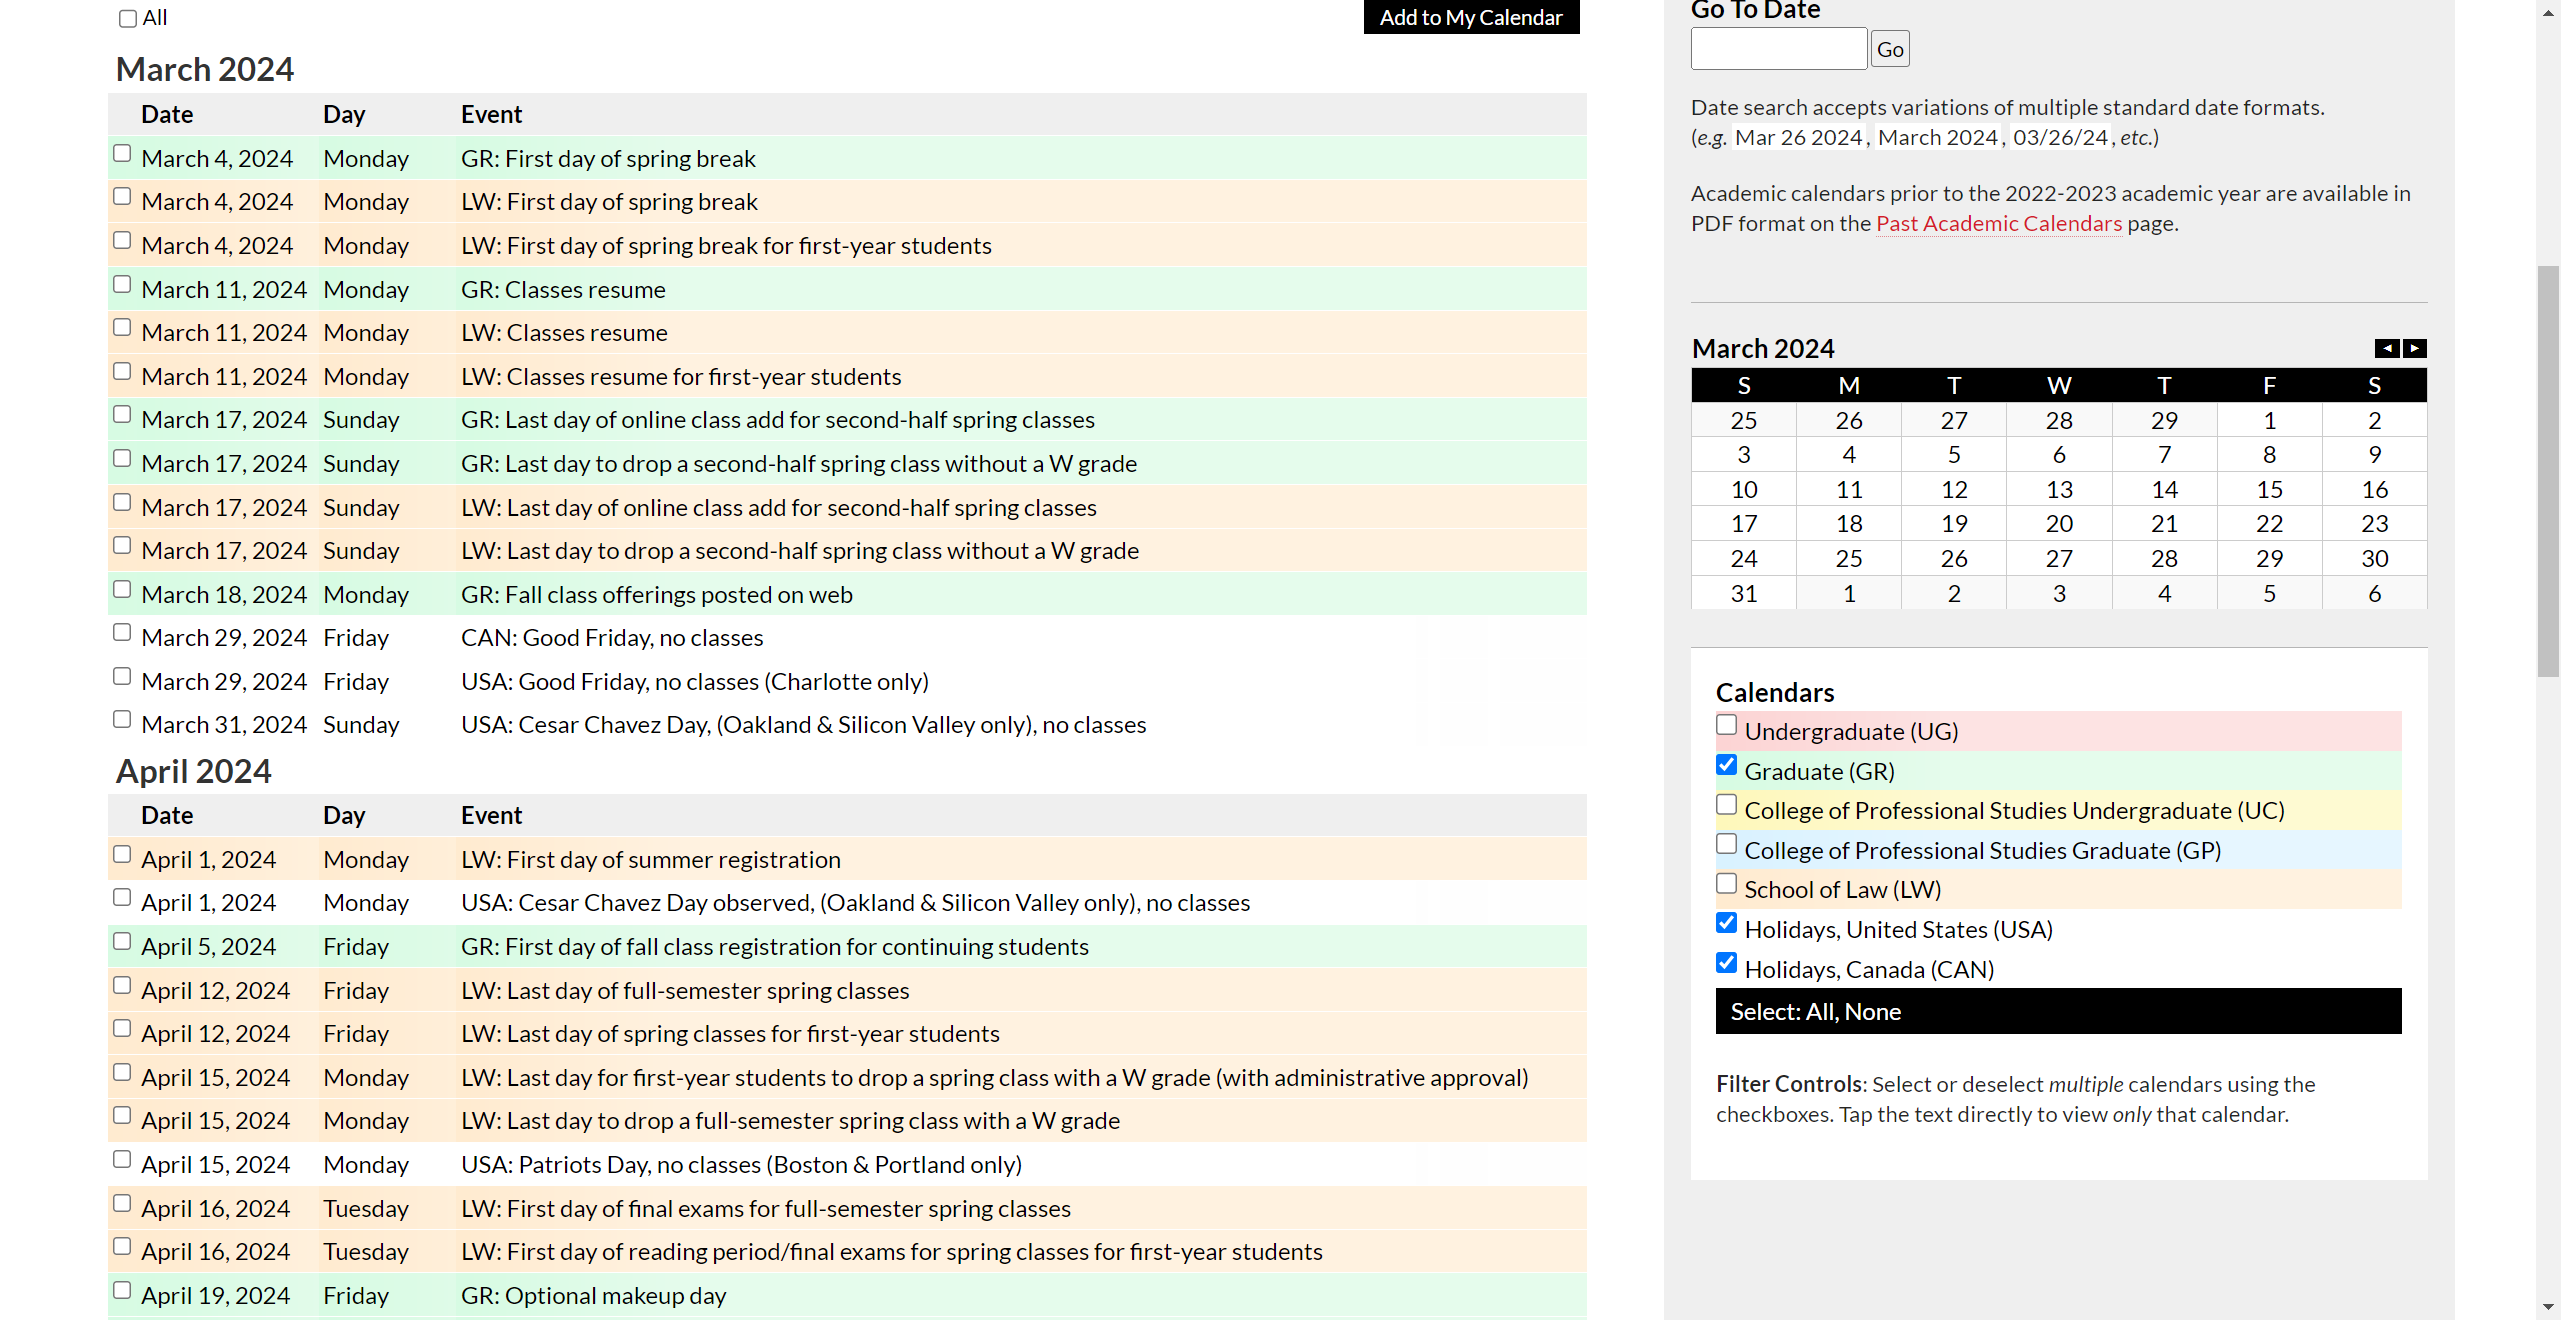 All
Add to My Calendar
March 2024
Date Day Event
March 4, 2024 Monday GR: First day of spring break
March 4, 2024 Monday LW: First day of spring break
March 4, 2024 Monday LW: First day of spring break for first-year students
March 11, 2024 Monday GR: Classes resume
March 11, 2024 Monday LW: Classes resume
March 11, 2024 Monday LW: Classes resume for first-year students
March 17, 2024 Sunday GR: Last day of online class add for second-half spring classes
March 17, 2024 Sunday GR: Last day to drop a second-half spring class without a W grade
March 17, 2024 Sunday LW: Last day of online class add for second-half spring classes
March 17, 2024 Sunday LW: Last day to drop a second-half spring class without a W grade
March 18, 2024 Monday GR: Fall class offerings posted on web
March 29, 2024 Friday CAN: Good Friday, no classes
March 29, 2024 Friday USA: Good Friday, no classes (Charlotte only)
March 31, 2024 Sunday USA: Cesar Chavez Day, (Oakland & Silicon Valley only), no classes
April 2024
Date Day Event
April 1, 2024 Monday LW: First day of summer registration
April 1, 2024 Monday USA: Cesar Chavez Day observed, (Oakland & Silicon Valley only), no classes
April 5, 2024 Friday GR: First day of fall class registration for continuing students
April 12, 2024 Friday LW: Last day of full-semester spring classes
April 12, 2024 Friday LW: Last day of spring classes for first-year students
April 15, 2024 Monday LW: Last day for first-year students to drop a spring class with a W grade (with administrative approval)
April 15, 2024 Monday LW: Last day to drop a full-semester spring class with a W grade
April 15, 2024 Monday USA: Patriots Day, no classes (Boston & Portland only)
April 16, 2024 Tuesday LW: First day of final exams for full-semester spring classes
April 16, 2024 Tuesday LW: First day of reading period/final exams for spring classes for first-year students
April 19, 2024 Friday GR: Optional makeup day
Go To Date
Go
Date search accepts variations of multiple standard date formats.
(e.g. Mar 26 2024, March 2024, 03/26/24, etc.)
Academic calendars prior to the 2022-2023 academic year are available in
PDF format on the Past Academic Calendars page.
March 2024
S M T W T F S
25 26 27 28 29 1 2
3 4 5 6 7 8 9
10 11 12 13 14 15 16
17 18 19 20 21 22 23
24 25 26 27 28 29 30
31 1 2 3 4 5 6
Calendars
Undergraduate (UG)
Graduate (GR)
College of Professional Studies Undergraduate (UC)
College of Professional Studies Graduate (GP)
School of Law (LW)
Holidays, United States (USA)
Holidays, Canada (CAN)
Select: All, None
Filter Controls: Select or deselect multiple calendars using the
checkboxes. Tap the text directly to view only that calendar.